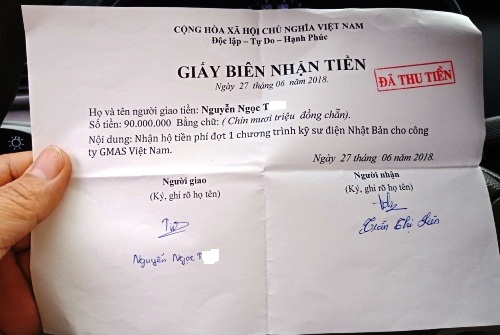 CỘNG HÒA XÃ HỘI CHỦ NGHĨA VIỆT NAM
Độc lập – Tự Do – Hạnh Phúc
GIẤY BIÊN NHẬN TIỀN
Ngày 27 tháng 06 năm 2018.
ĐÃ THU TIỀN
Họ và tên người giao tiền: Nguyễn Ngọc T
Số tiền: 90.000.000 Bằng chữ: ( Chín mươi triệu đồng chẵn).
Nội dung: Nhận hộ tiền phí đợt 1 chương trình kỹ sư điện Nhật Bản cho công
ty GMAS Việt Nam.
Ngày 27 tháng 06 năm 2018.
Người giao
(Ký, ghi rõ họ tên)
Nguyễn Ngọc T
Người nhận
(Ký, ghi rõ họ tên)
Trần Thị